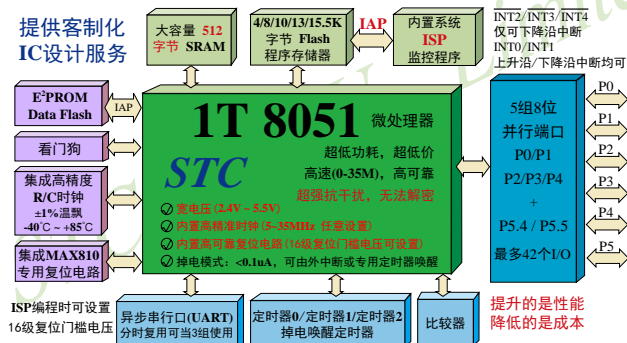 提供客制化
IC设计服务
大容量 512
字节 SRAM
4/8/10/13/15.5K
字节 Flash
程序存储器
IAP
内置系统
ISP
监控程序
INT2/INT3/INT4
仅可下降沿中断
INT0/INT1
上升沿/下降沿中断均可
E²PROM
Data Flash
IAP
看门狗
集成高精度
R/C时钟
±1%温飘
-40℃ ~ +85℃
集成MAX810
专用复位电路
1T 8051 微处理器
STC
超低功耗，超低价
高速(0-35M)，高可靠
超强抗干扰，无法解密
宽电压(2.4V ~ 5.5V)
内置高精准时钟(5~35MHz 任意设置)
内置高可靠复位电路(16级复位门槛电压可设置)
掉电模式：<0.1uA，可由外中断或专用定时器唤醒
5组8位
并行端口
P0/P1
P2/P3/P4
+
P5.4 / P5.5
最多42个I/O
P0
P1
P2
P3
P4
P5
ISP编程时可设置
16级复位门槛电压
异步串行口(UART)
分时复用可当3组使用
定时器0/定时器1/定时器2
掉电唤醒定时器
比较器
提升的是性能
降低的是成本